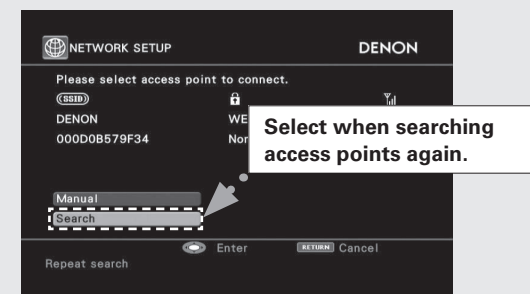 NETWORK SETUP DENON
Please select access point to connect.
SSID
DENON WE
000D0B579F34 Nor
Select when searching
access points again.
Manual
Search
Enter RETURN Cancel
Repeat search